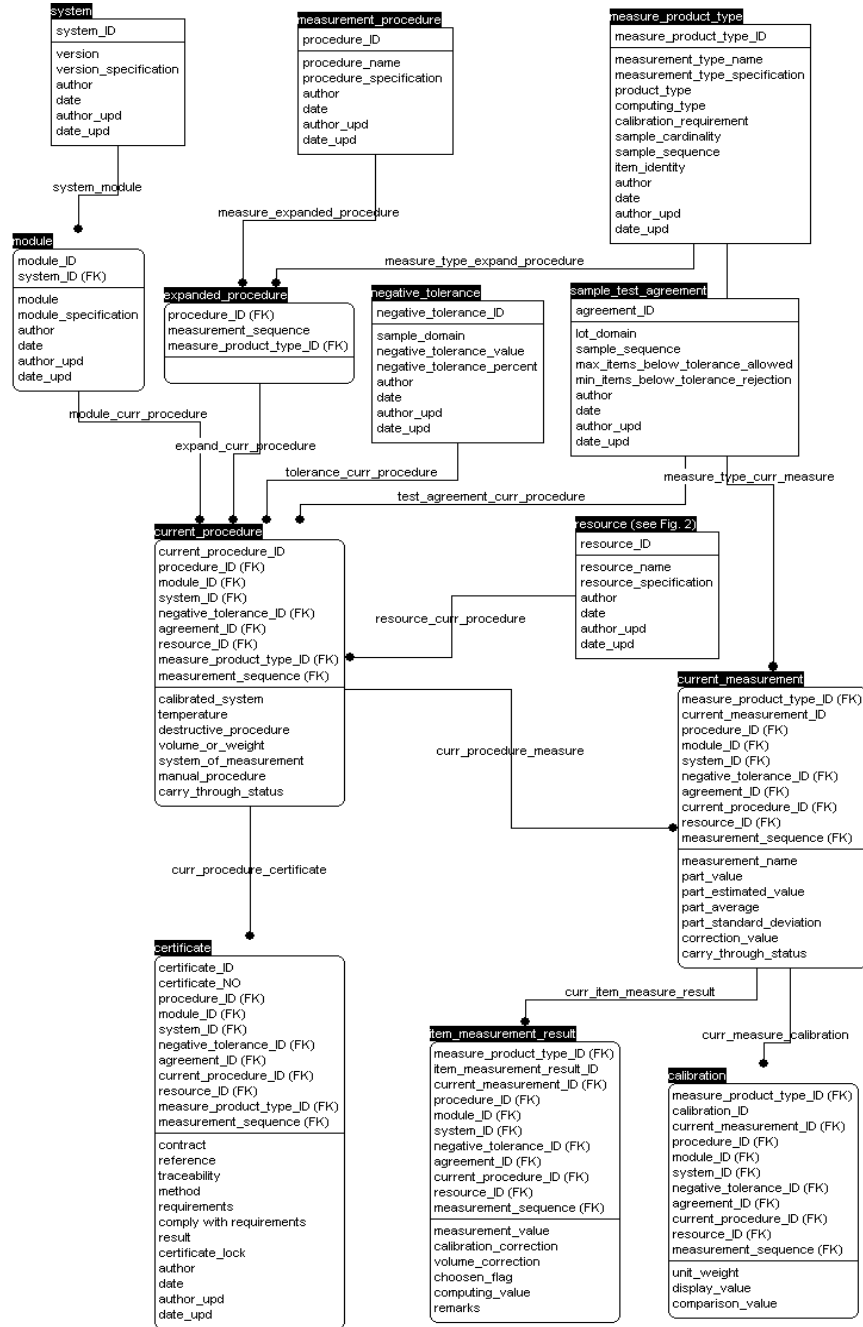 system
system_ID
version
version_specification
author
date
author_upd
date_upd
measurement_procedure
procedure_ID
procedure_name
procedure_specification
author
date
author_upd
date_upd
measure_product_type
measure_product_type_ID
measurement_type_name
measurement_type_specification
product_type
computing_type
calibration_requirement
sample_cardinality
sample_sequence
item_identity
author
date
author_upd
date_upd
system_module
measure_expanded_procedure
measure_type_expand_procedure
module
module_ID
system_ID (FK)
module
module_specification
author
date
author_upd
date_upd
expanded_procedure
procedure_ID (FK)
measurement_sequence
measure_product_type_ID (FK)
negative_tolerance
negative_tolerance_ID
sample_domain
negative_tolerance_value
negative_tolerance_percent
author
date
author_upd
date_upd
sample_test_agreement
agreement_ID
lot_domain
sample_sequence
max_items_below_tolerance_allowed
min_items_below_tolerance_rejection
author
date
author_upd
date_upd
module_curr_procedure
expand_curr_procedure
tolerance_curr_procedure
test_agreement_curr_procedure
measure_type_curr_measure
current_procedure
current_procedure_ID
procedure_ID (FK)
module_ID (FK)
system_ID (FK)
negative_tolerance_ID (FK)
agreement_ID (FK)
resource_ID (FK)
measure_product_type_ID (FK)
measurement_sequence (FK)
calibrated_system
temperature
destructive_procedure
volume_or_weight
system_of_measurement
manual_procedure
carry_through_status
resource (see Fig. 2)
resource_ID
resource_name
resource_specification
author
date
author_upd
date_upd
resource_curr_procedure
current_measurement
measure_product_type_ID (FK)
current_measurement_ID
procedure_ID (FK)
module_ID (FK)
system_ID (FK)
negative_tolerance_ID (FK)
agreement_ID (FK)
current_procedure_ID (FK)
resource_ID (FK)
measurement_sequence (FK)
measurement_name
part_value
part_estimated_value
part_average
part_standard_deviation
correction_value
carry_through_status
curr_procedure_measure
curr_procedure_certificate
certificate
certificate_ID
certificate_NO
procedure_ID (FK)
module_ID (FK)
system_ID (FK)
negative_tolerance_ID (FK)
agreement_ID (FK)
current_procedure_ID (FK)
resource_ID (FK)
measure_product_type_ID (FK)
measurement_sequence (FK)
contract
reference
traceability
method
requirements
comply with requirements
result
certificate_lock
author
date
author_upd
date_upd
curr_item_measure_result
curr_measure_calibration
item_measurement_result
measure_product_type_ID (FK)
item_measurement_result_ID
current_measurement_ID (FK)
procedure_ID (FK)
module_ID (FK)
system_ID (FK)
negative_tolerance_ID (FK)
agreement_ID (FK)
current_procedure_ID (FK)
resource_ID (FK)
measurement_sequence (FK)
measurement_value
calibration_correction
volume_correction
choosen_flag
computing_value
remarks
calibration
measure_product_type_ID (FK)
calibration_ID
current_measurement_ID (FK)
procedure_ID (FK)
module_ID (FK)
system_ID (FK)
negative_tolerance_ID (FK)
agreement_ID (FK)
current_procedure_ID (FK)
resource_ID (FK)
measurement_sequence (FK)
unit_weight
display_value
comparison_value